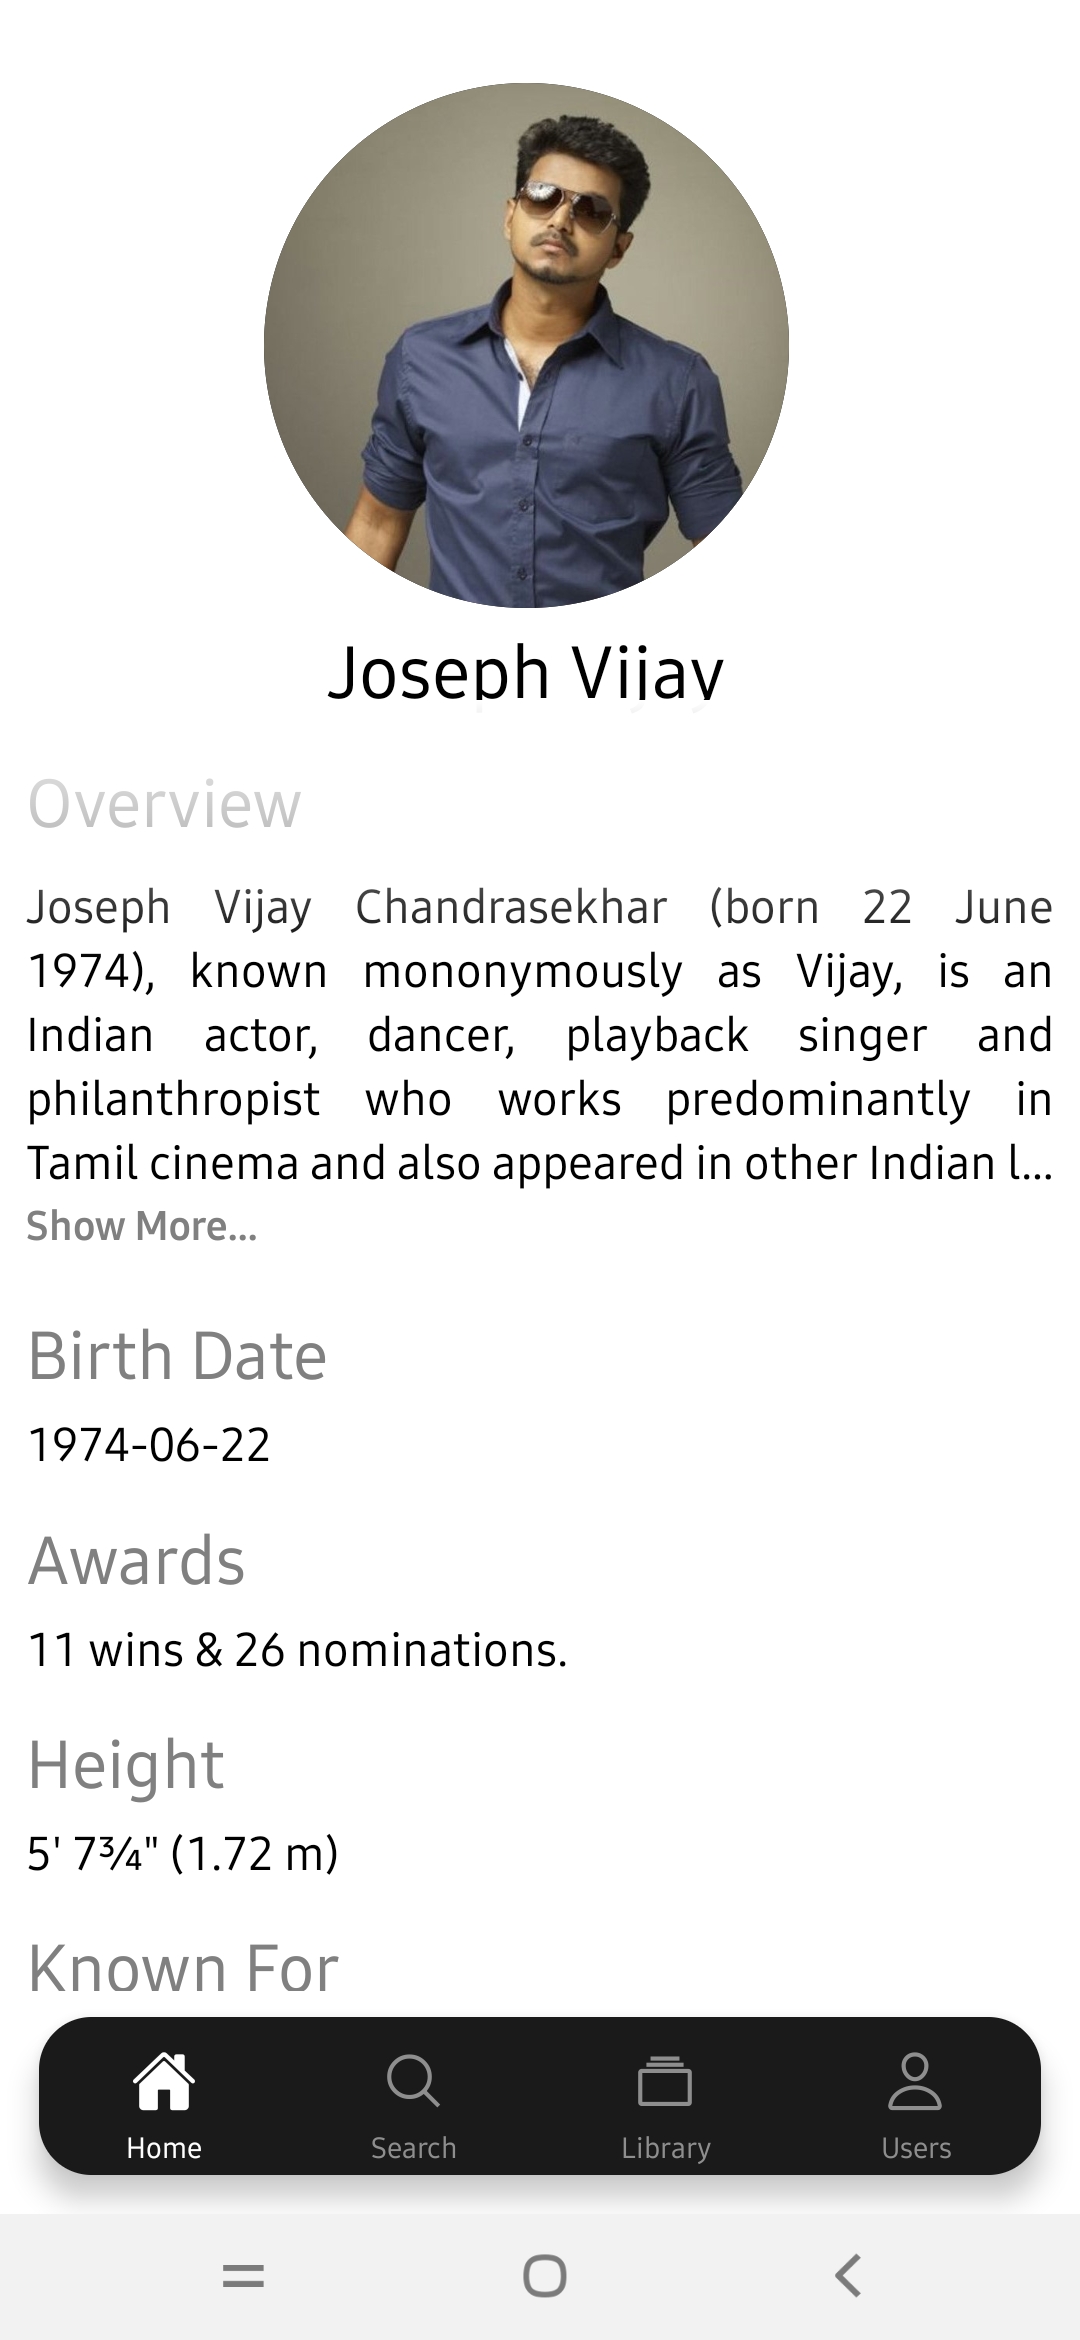 Joseph Vijay
Overview
Joseph Vijay Chandrasekhar (born 22 June
1974), known mononymously as Vijay, is an
Indian actor, dancer, playback singer and
philanthropist who works predominantly in
Tamil cinema and also appeared in other Indian l...
Show More...
Birth Date
1974-06-22
Awards
11 wins & 26 nominations.
Height
5' 7¾" (1.72 m)
Known For
Home Search Library Users